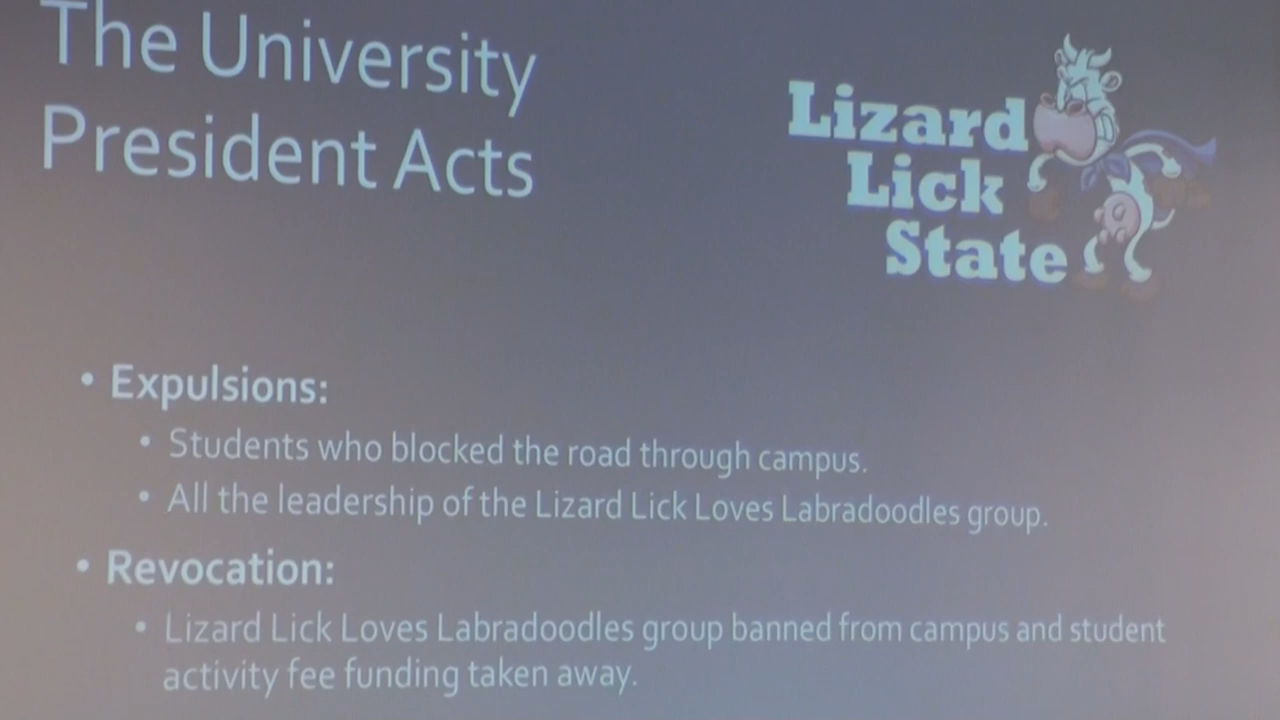 The University
President Acts
Lizard
Lick
State
• Expulsions:
• Students who blocked the road through campus.
• All the leadership of the Lizard Lick Loves Labradoodles group.
• Revocation:
• Lizard Lick Loves Labradoodles group banned from campus and student
activity fee funding taken away.